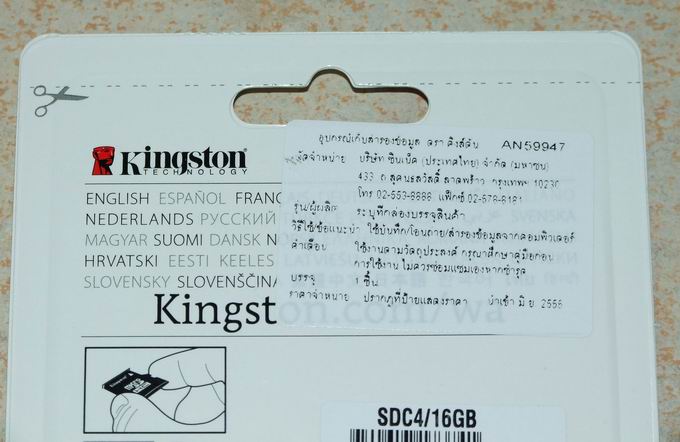 Kingston
TECHNOLOGY
อุปกรณ์เก็บสำรองข้อมูล ตรา คิงส์ตัน AN59947
จัดจำหน่าย บริษัท ซินเน็ค (ประเทศไทย) จำกัด (มหาชน)
433 ถ.สุคนธสวัสดิ์ ลาดพร้าว กรุงเทพฯ 10230
โทร 02-553-8888 แฟ็กซ์ 02-578-8181
รุ่น/ผู้ผลิต ระบุที่กล่องบรรจุสินค้า
วิธีใช้/ข้อแนะนำ ใช้บันทึก/โอนถ่าย/สำรองข้อมูลจากคอมพิวเตอร์
คำเตือน ใช้งานตามวัตถุประสงค์ กรุณาศึกษาคู่มือก่อน
การใช้งาน ไม่ควรซ่อมแซมเองหากชำรุด
บรรจุ 1 ชิ้น
ราคาจำหน่าย ปรากฏที่ป้ายแสดงราคา นำเข้า มิ.ย 2556
ENGLISH ESPAÑOL FRANÇ
NEDERLANDS РУССКИЙ SVENSKA
MAGYAR SUOMI DANSK
HRVATSKI EESTI KEELES
SLOVENSKY SLOVENŠČINA
Kingston.com/wa
Kingston
SDC4/16GB